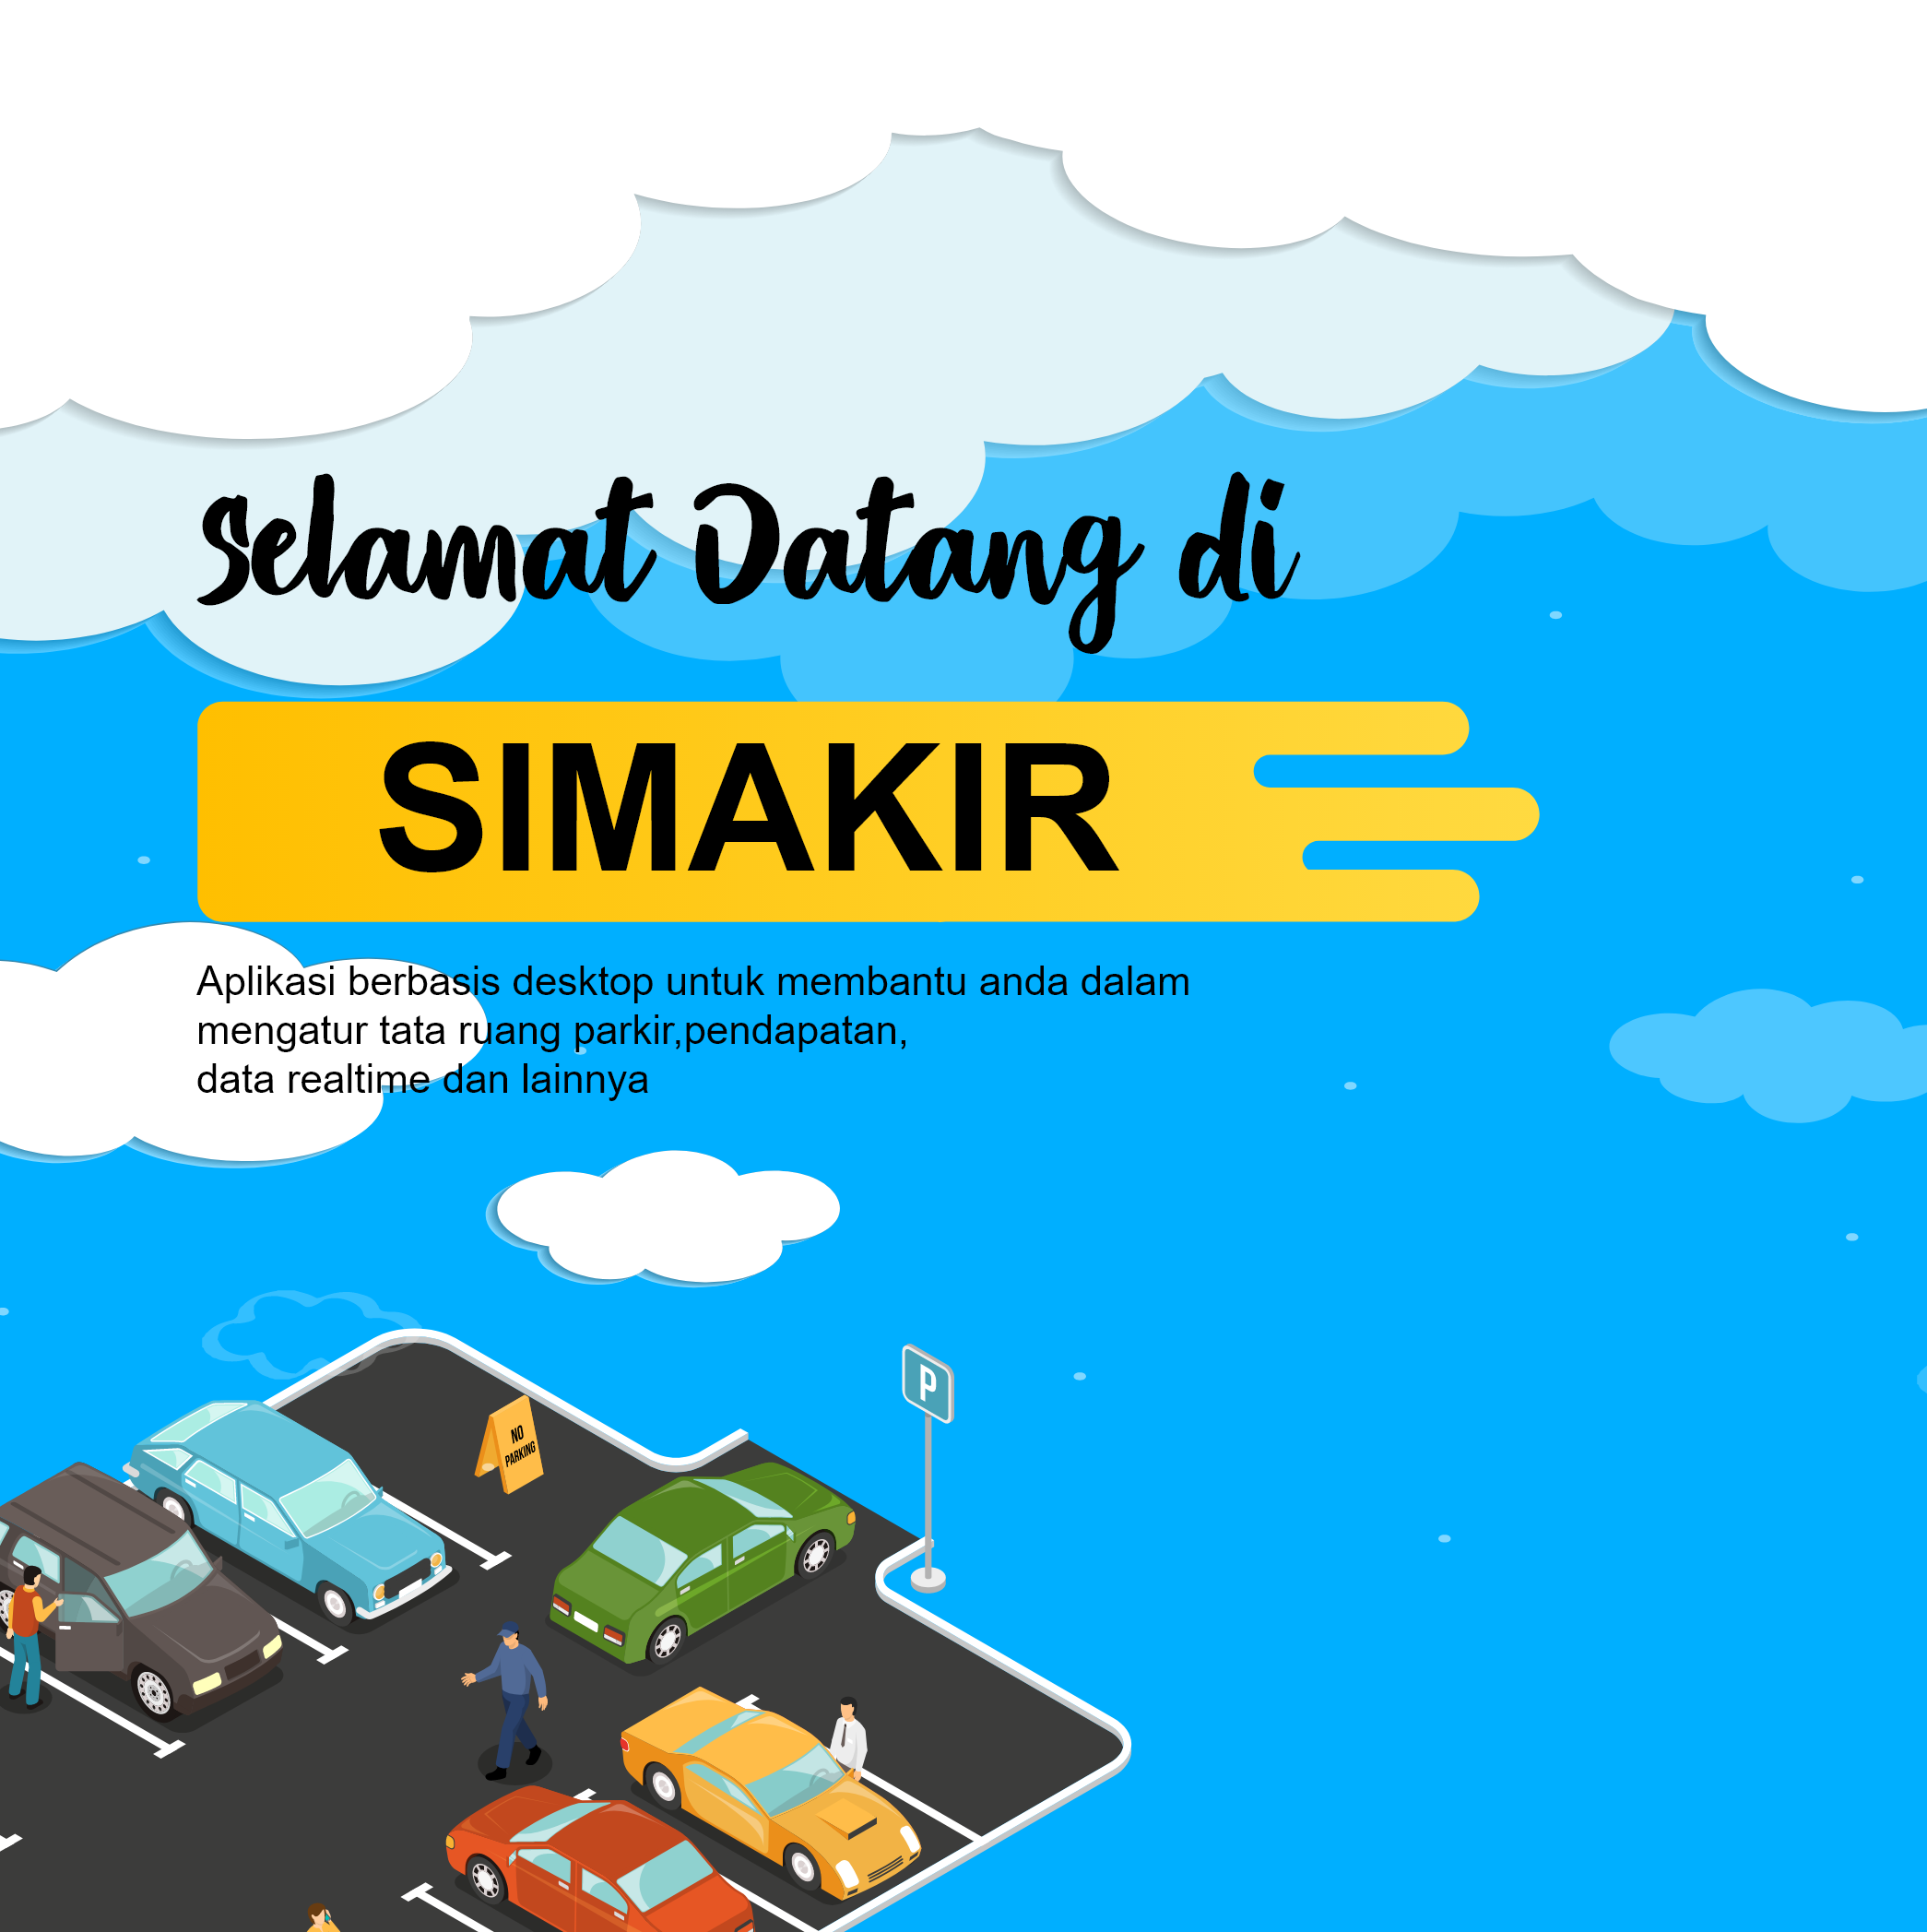 Selamat Datang di
SIMAKIR
Aplikasi berbasis desktop untuk membantu anda dalam
mengatur tata ruang parkir,pendapatan,
data realtime dan lainnya
P
NO
PARKING